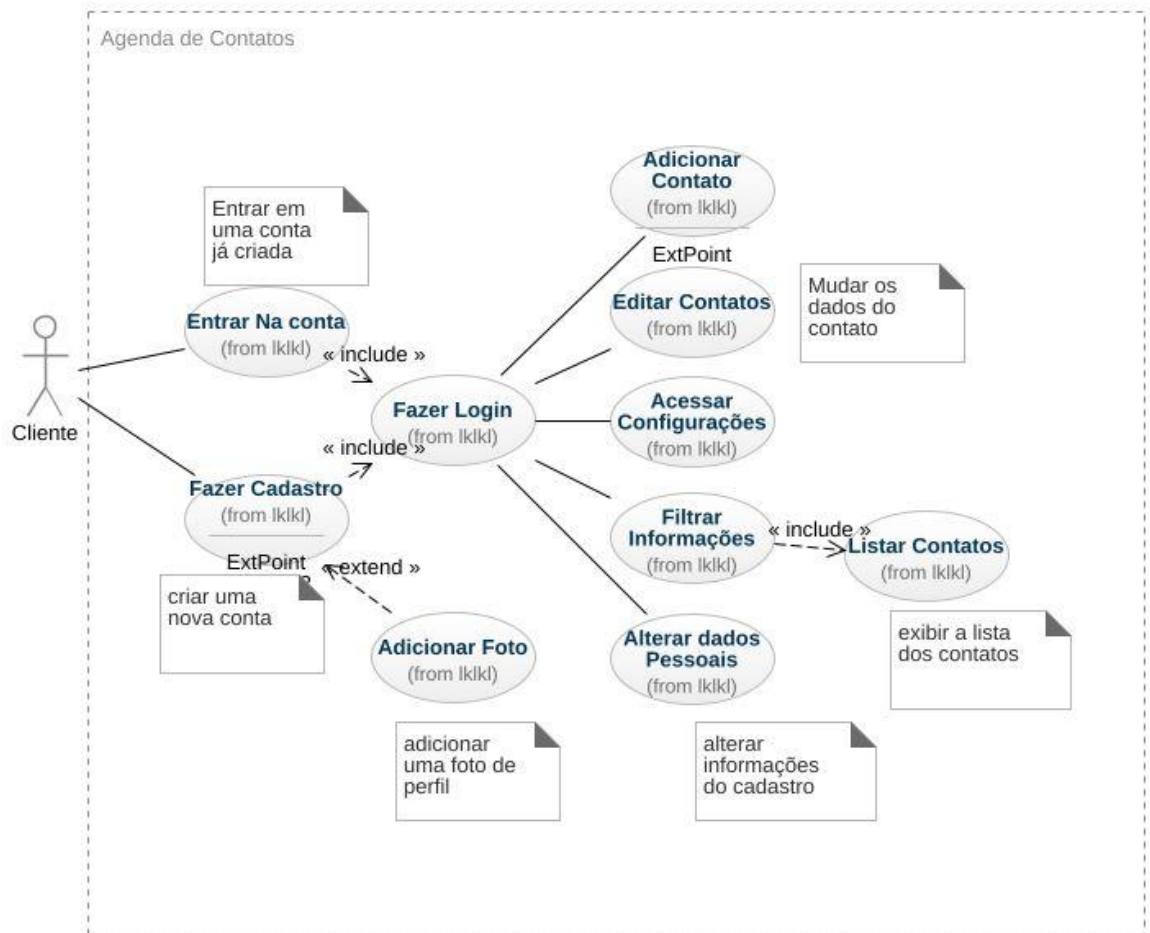 Agenda de Contatos
Adicionar
Contato
(from lklkl)
ExtPoint
Entrar em
uma conta
já criada
Editar Contatos
(from lklkl)
Mudar os
dados do
contato
Entrar Na conta
(from lklkl)
« include »
Cliente
Fazer Login
(from lklkl)
Acessar
Configurações
(from lklkl)
« include »
Fazer Cadastro
(from lklkl)
ExtPoint
« extend »
criar uma
nova conta
Filtrar
Informações
(from lklkl)
« include »
Listar Contatos
(from lklkl)
exibir a lista
dos contatos
Adicionar Foto
(from lklkl)
Alterar dados
Pessoais
(from lklkl)
adicionar
uma foto de
perfil
alterar
informações
do cadastro